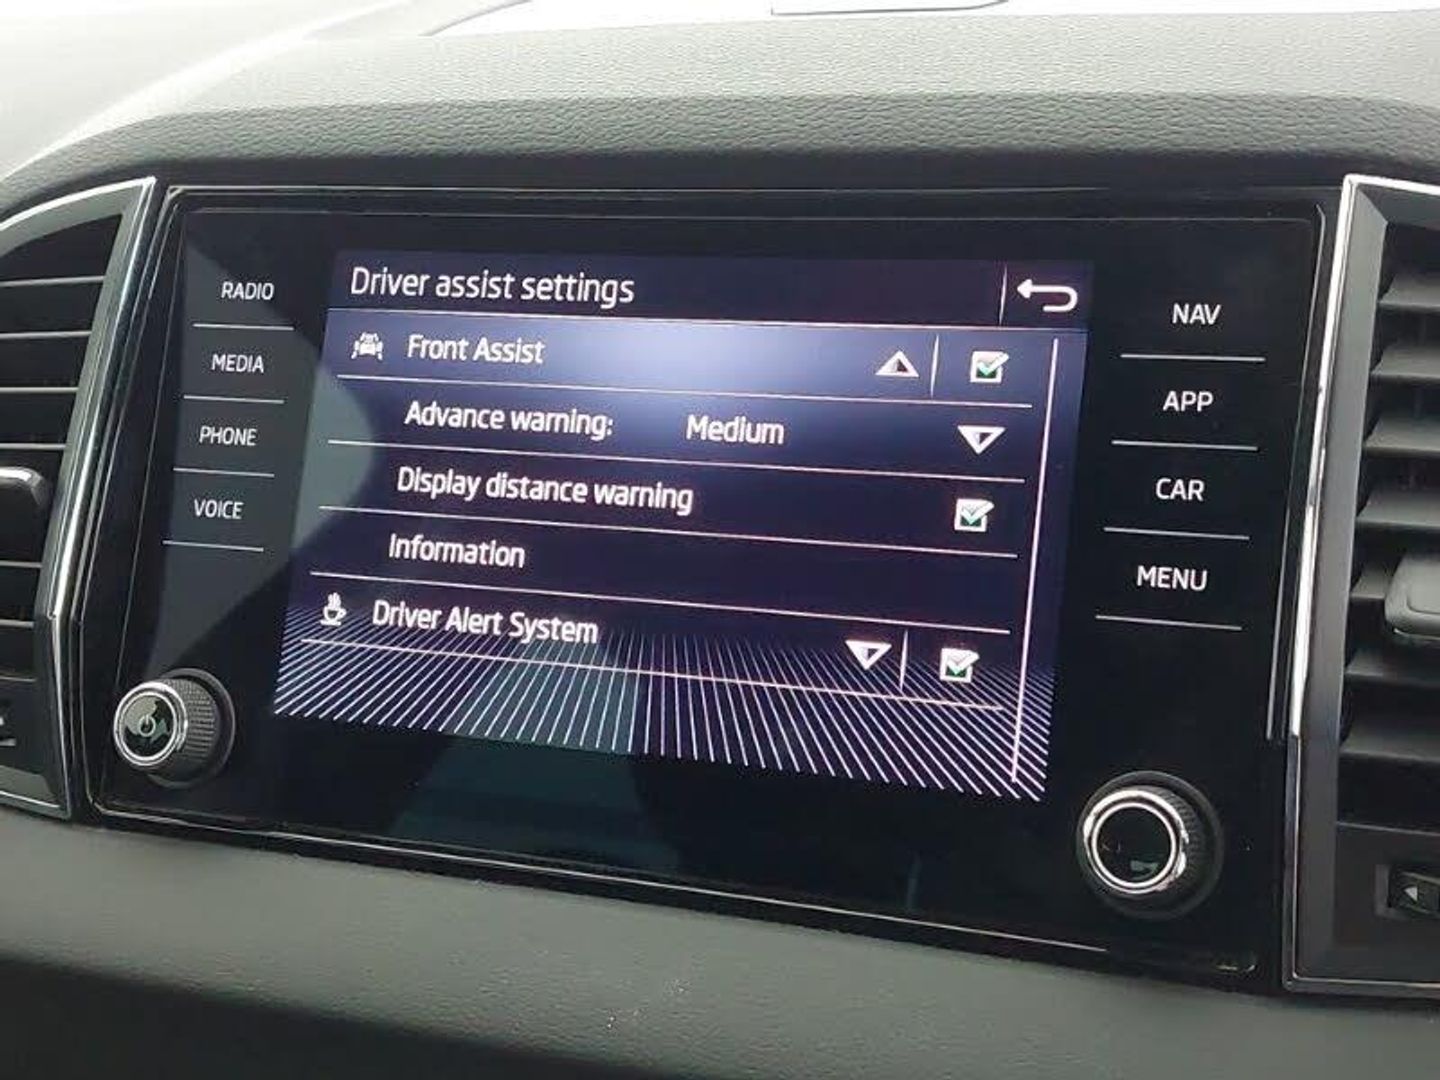 Driver assist settings
Front Assist
Advance warning: Medium
Display distance warning
Information
Driver Alert System
RADIO
MEDIA
PHONE
VOICE
NAV
APP
CAR
MENU